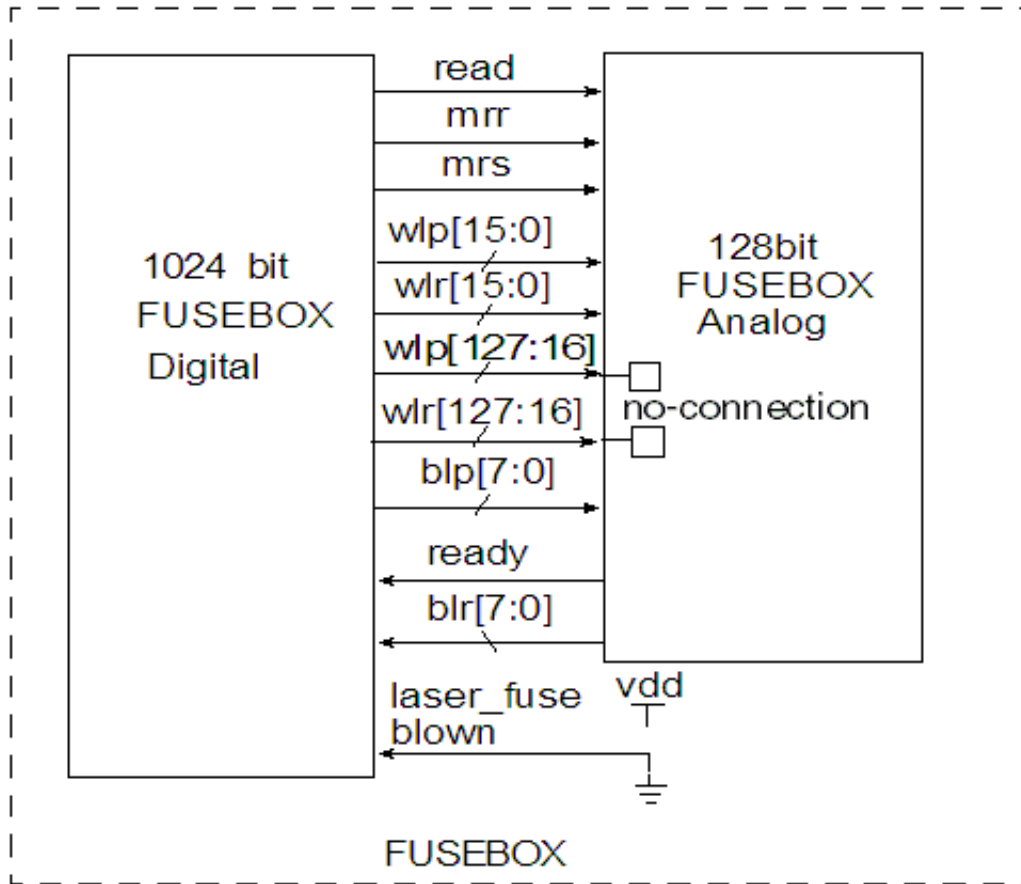 read
mrr
mrs
wlp[15:0]
1024 bit
FUSEBOX
Digital
128bit
FUSEBOX
Analog
wlr[15:0]
wlp[127:16]
no-connection
wlr[127:16]
blp[7:0]
ready
blr[7:0]
laser_fuse
blown
vdd
FUSEBOX